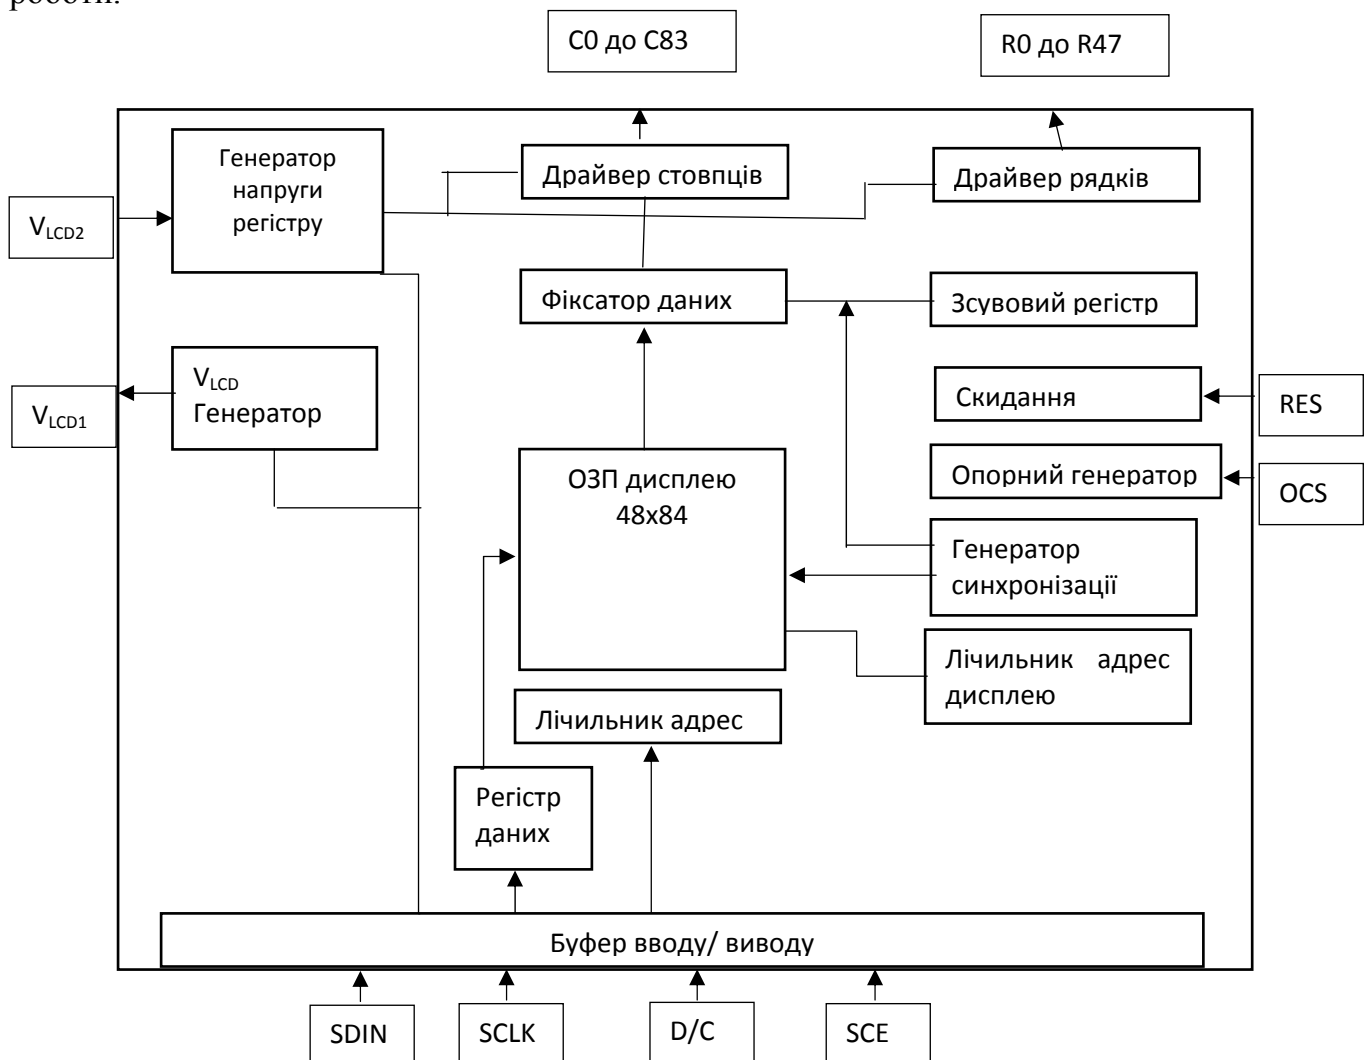 роботи.
C0 до C83
R0 до R47
Генератор
напруги
регістру
Драйвер стовпців
Драйвер рядків
VLCD2
Фіксатор даних
Зсувовий регістр
VLCD
Генератор
VLCD1
Скидання
RES
ОЗП дисплею
48x84
Опорний генератор
OCS
Генератор
синхронізації
Лічильник адрес
дисплею
Лічильник адрес
Регістр
даних
Буфер вводу/ виводу
SDIN
SCLK
D/C
SCE